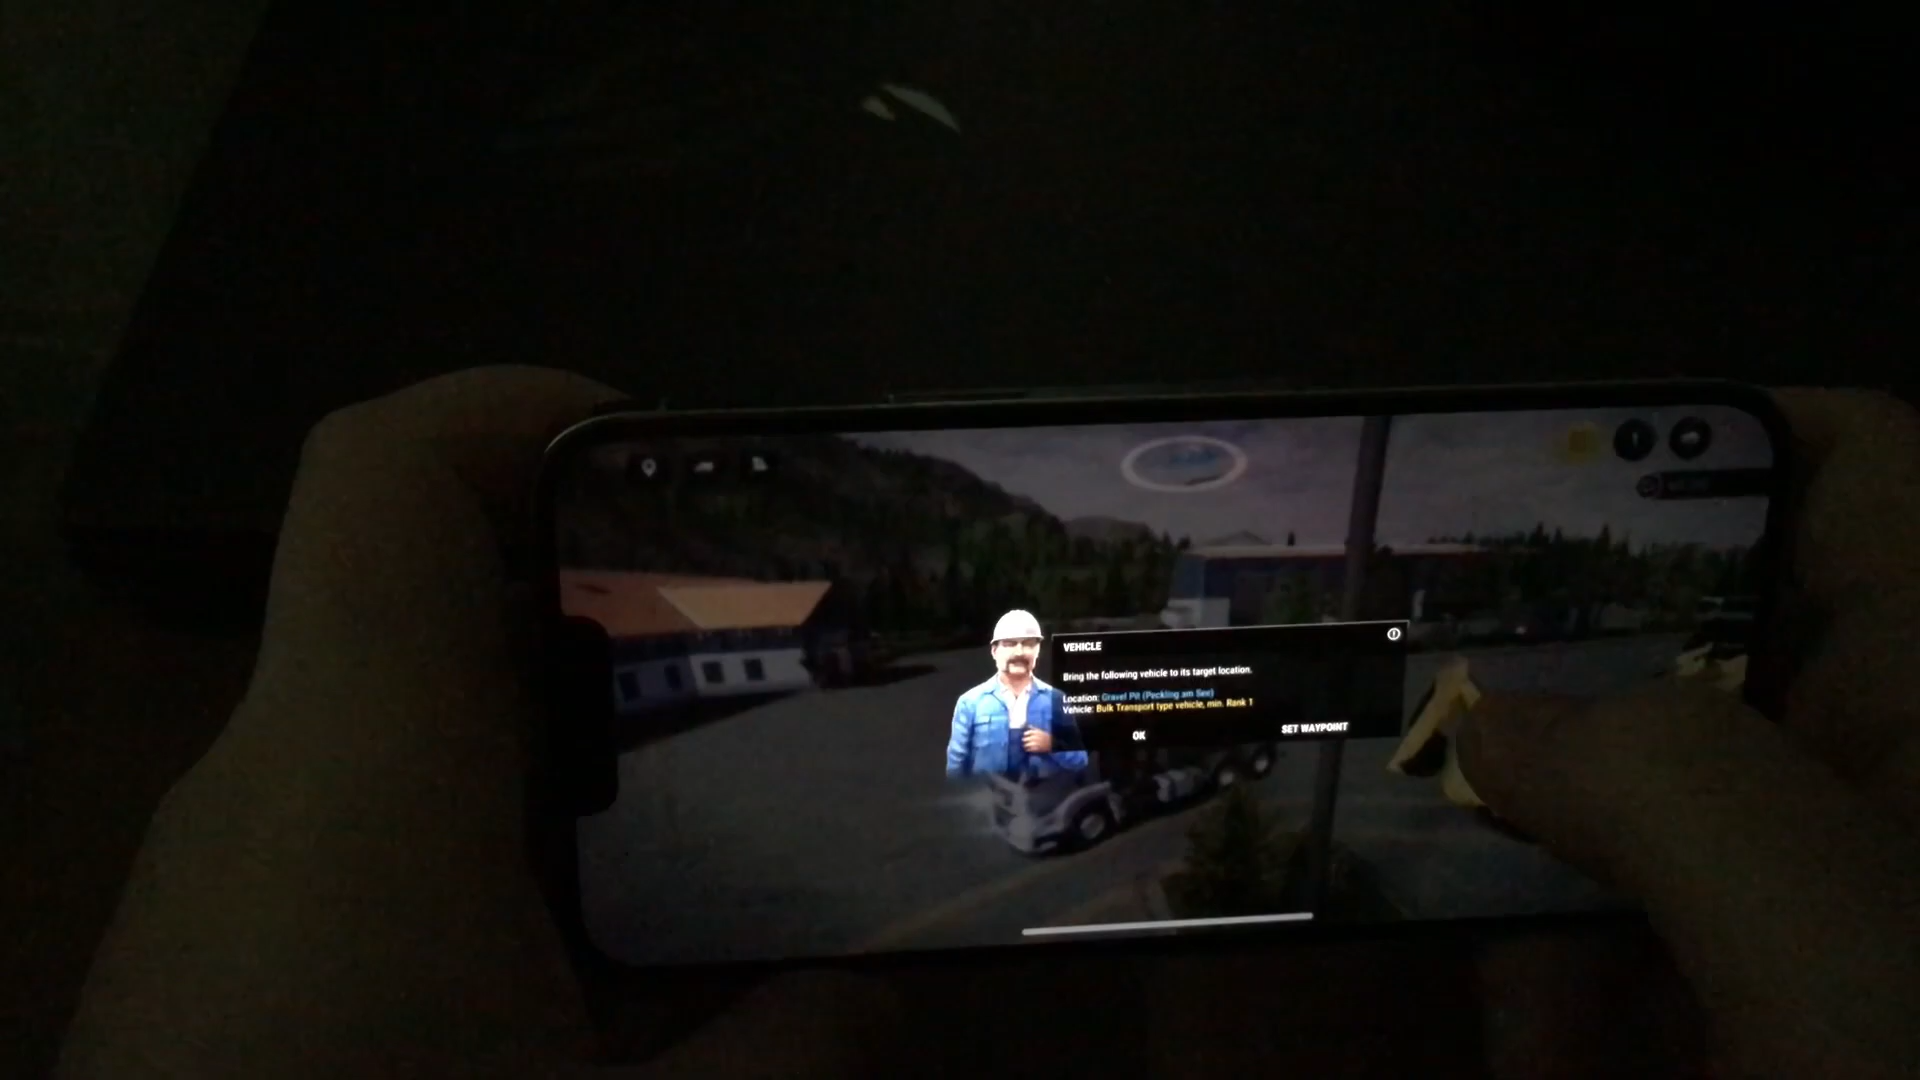 VEHICLE
Bring the following vehicle to its target location.
Location: Gravel Pit (Peckling am See)
Vehicle: Bulk Transport type vehicle, min. Rank 1
OK
SET WAYPOINT